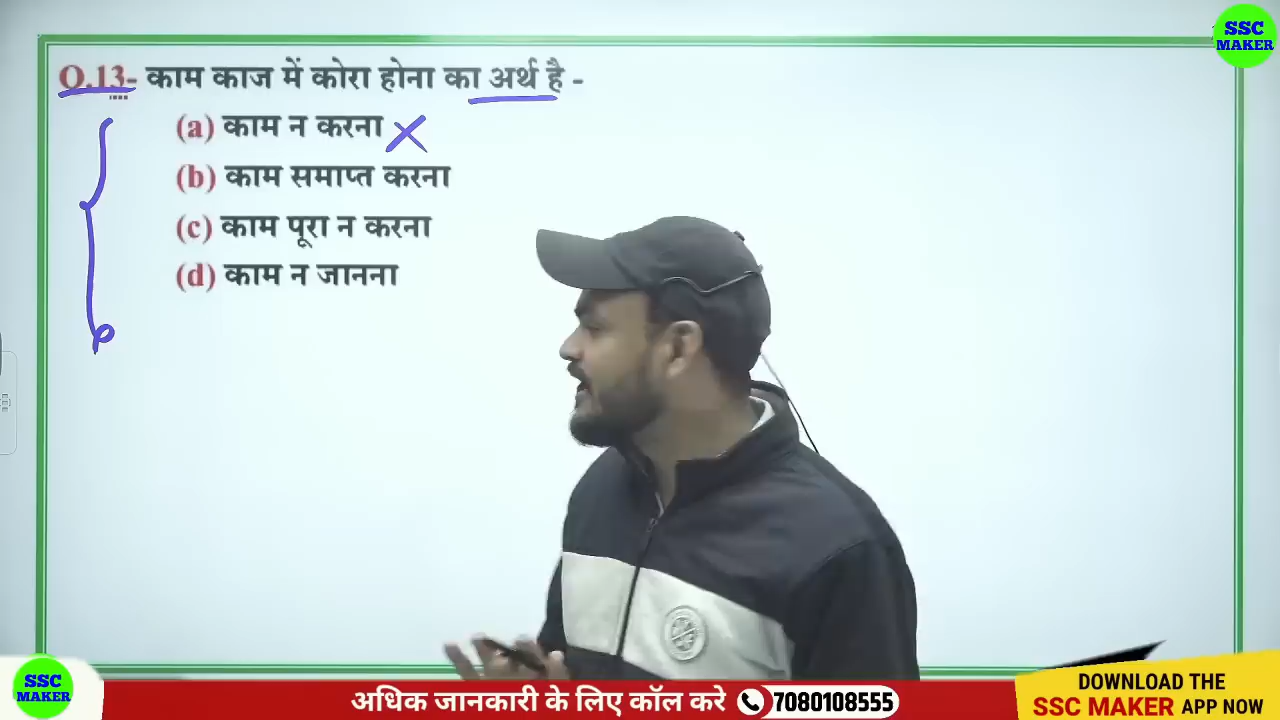 SSC
MAKER
Q.13- काम काज में कोरा होना का अर्थ है -
(a) काम न करना
(b) काम समाप्त करना
(c) काम पूरा न करना
(d) काम न जानना
SSC
MAKER
अधिक जानकारी के लिए कॉल करे 7080108555
DOWNLOAD THE
SSC MAKER APP NOW